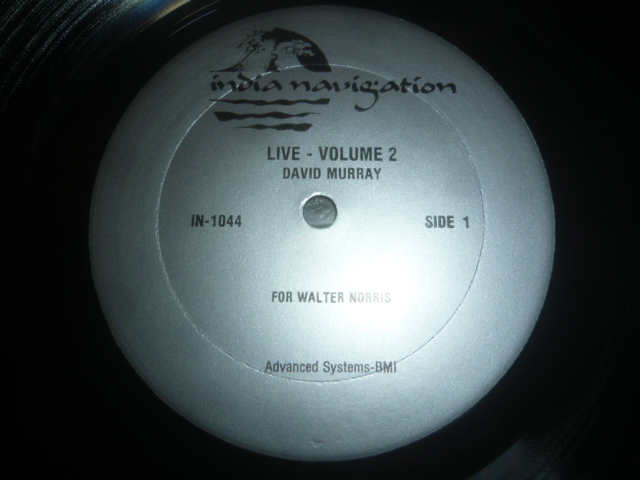 india navigation
LIVE - VOLUME 2
DAVID MURRAY
IN-1044
SIDE 1
FOR WALTER NORRIS
Advanced Systems-BMI